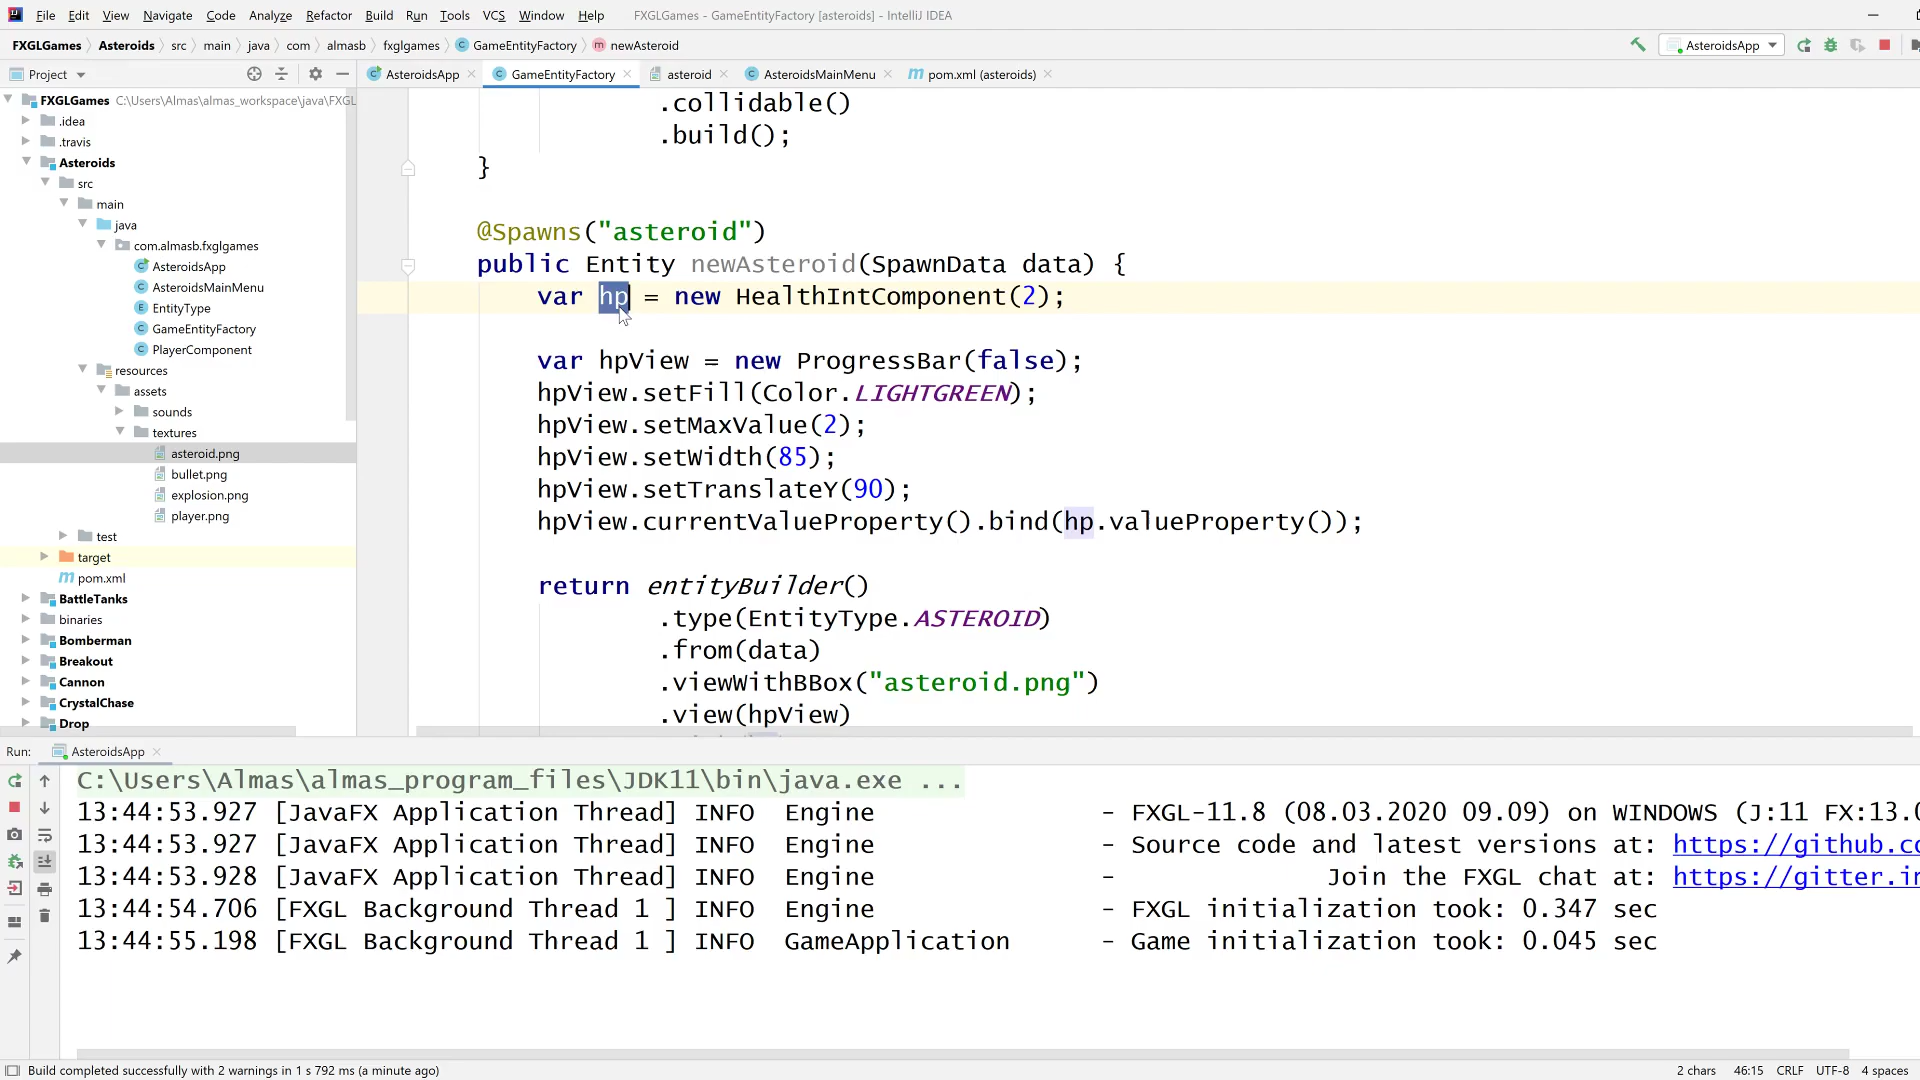 File Edit View Navigate Code Analyze Refactor Build Run Tools VCS Window Help FXGLGames - GameEntityFactory [asteroids] - IntelliJ IDEA
FXGLGames Asteroids src main java com almasb fxglgames GameEntityFactory newAsteroid AsteroidsApp
Project AsteroidsApp GameEntityFactory asteroid AsteroidsMainMenu pom.xml (asteroids)
FXGLGames C:\Users\Almas\almas_workspace\java\FXGL
.idea
.travis
Asteroids
src
main
java
com.almasb.fxglgames
AsteroidsApp
AsteroidsMainMenu
EntityType
GameEntityFactory
PlayerComponent
resources
assets
sounds
textures
asteroid.png
bullet.png
explosion.png
player.png
test
target
pom.xml
BattleTanks
binaries
Bomberman
Breakout
Cannon
CrystalChase
Drop
.collidable()
.build();
}
@Spawns("asteroid")
public Entity newAsteroid(SpawnData data) {
var hp = new HealthIntComponent(2);
var hpView = new ProgressBar(false);
hpView.setFill(Color.LIGHTGREEN);
hpView.setMaxValue(2);
hpView.setWidth(85);
hpView.setTranslateY(90);
hpView.currentValueProperty().bind(hp.valueProperty());
return entityBuilder()
.type(EntityType.ASTEROID)
.from(data)
.viewWithBBox("asteroid.png")
.view(hpView)
Run: AsteroidsApp
C:\Users\Almas\almas_program_files\JDK11\bin\java.exe ...
13:44:53.927 [JavaFX Application Thread] INFO Engine - FXGL-11.8 (08.03.2020 09.09) on WINDOWS (J:11 FX:13.0
13:44:53.927 [JavaFX Application Thread] INFO Engine - Source code and latest versions at: https://github.co
13:44:53.928 [JavaFX Application Thread] INFO Engine - Join the FXGL chat at: https://gitter.i
13:44:54.706 [FXGL Background Thread 1 ] INFO Engine - FXGL initialization took: 0.347 sec
13:44:55.198 [FXGL Background Thread 1 ] INFO GameApplication - Game initialization took: 0.045 sec
Build completed successfully with 2 warnings in 1 s 792 ms (a minute ago) 2 chars 46:15 CRLF UTF-8 4 spaces